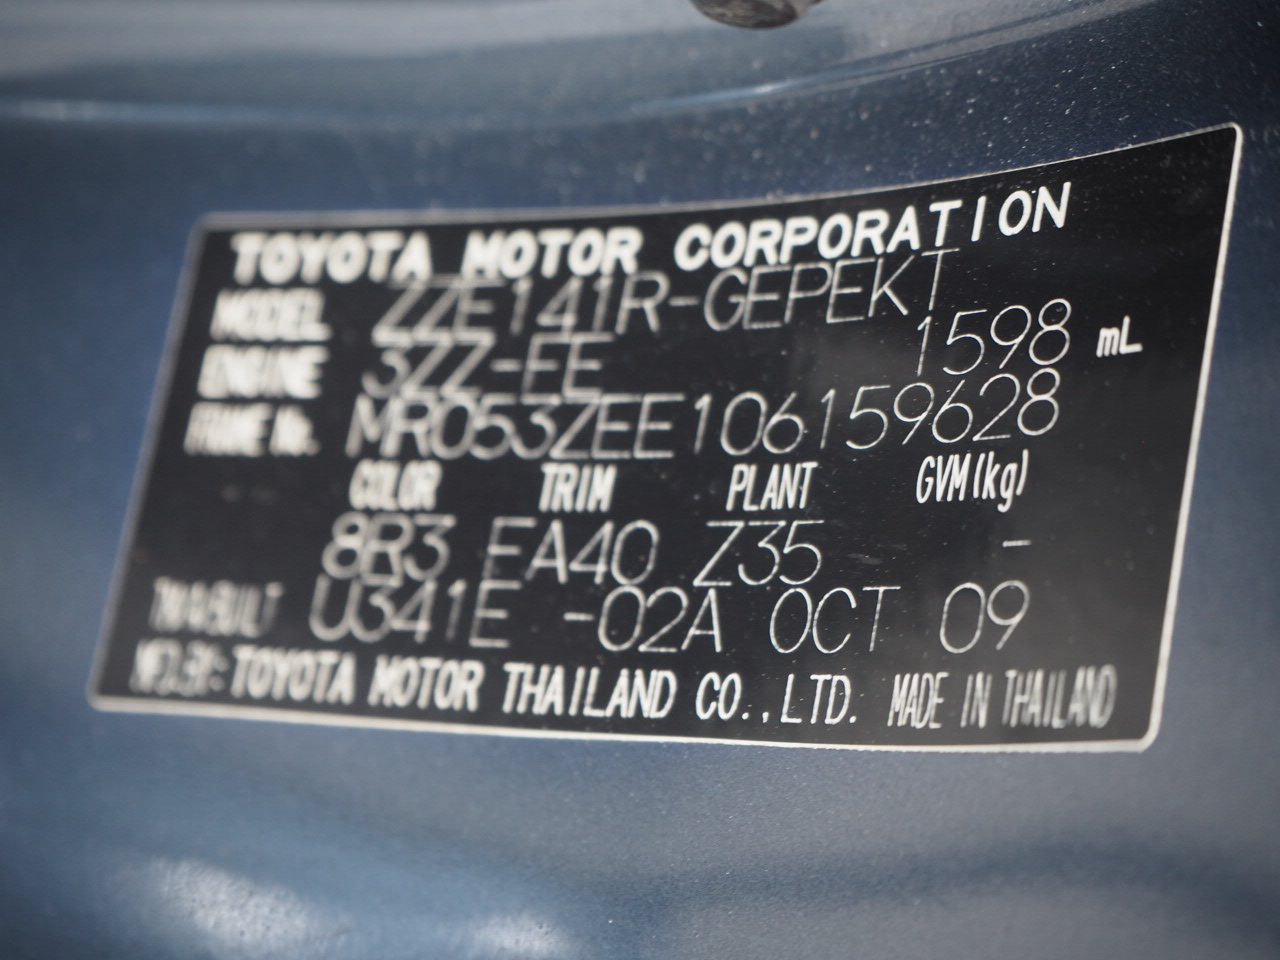 TOYOTA MOTOR CORPORATION
MODEL ZZE141R-GEPEKT
ENGINE 3ZZ-FE 1598 mL
FRAME No. MR053ZEE106159628
COLOR TRIM PLANT GVM(kg)
8R3 FA40 Z35 -
TM/A/BUILT U341E -02A OCT 09
MFD.BY: TOYOTA MOTOR THAILAND CO.,LTD. MADE IN THAILAND